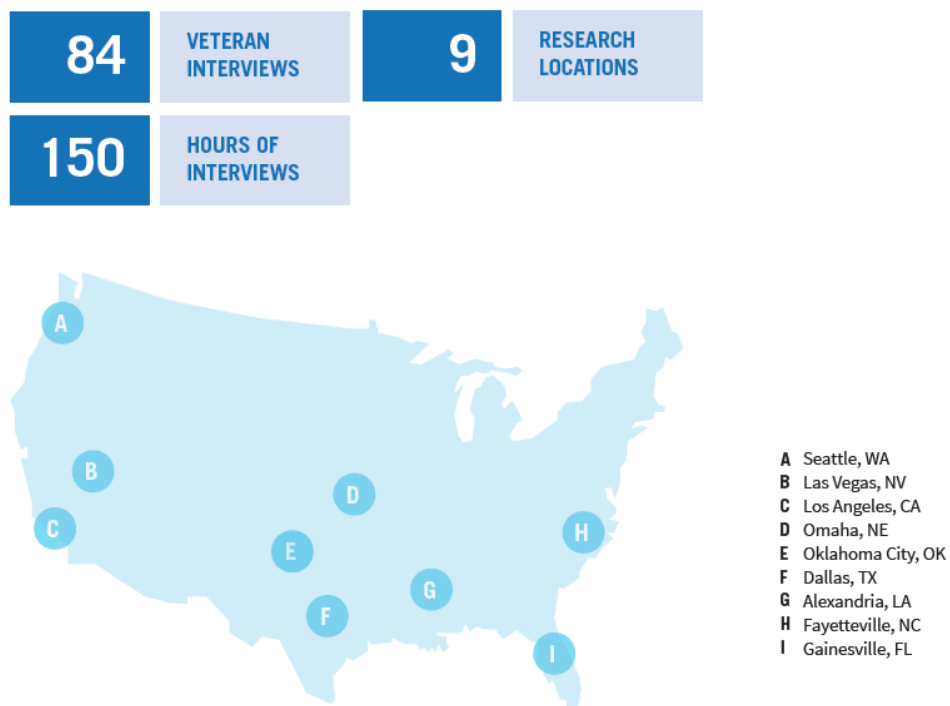 84
VETERAN
INTERVIEWS
9
RESEARCH
LOCATIONS
150
HOURS OF
INTERVIEWS
A
B
C
D
E
F
G
H
I
A Seattle, WA
B Las Vegas, NV
C Los Angeles, CA
D Omaha, NE
E Oklahoma City, OK
F Dallas, TX
G Alexandria, LA
H Fayetteville, NC
I Gainesville, FL